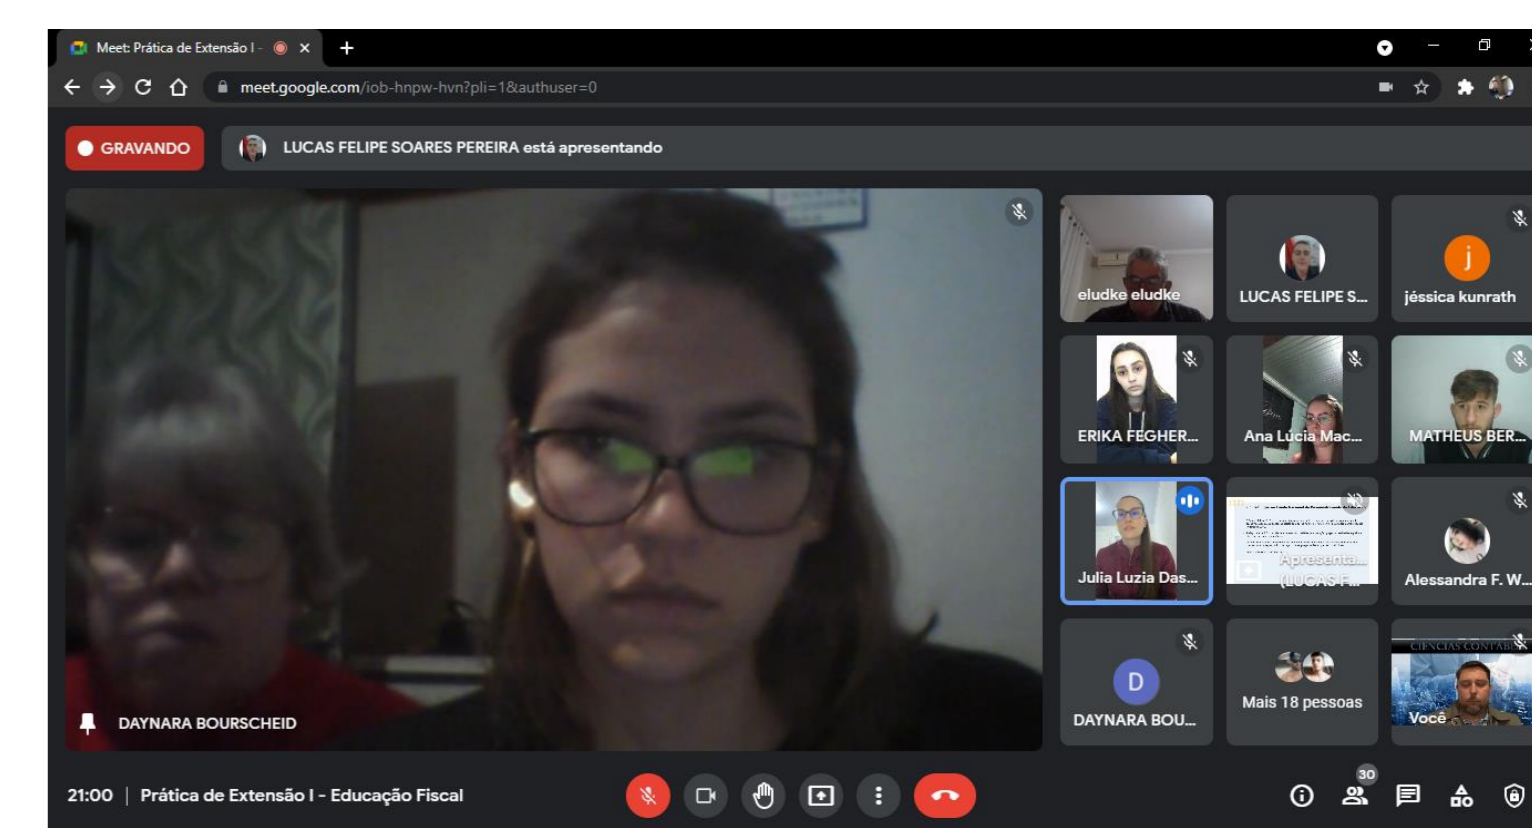 Meet: Prática de Extensão I -
meet.google.com/iob-hnpw-hvn?pli=1&authuser=0
GRAVANDO
LUCAS FELIPE SOARES PEREIRA está apresentando
eludke eludke
LUCAS FELIPE S...
j
jéssica kunrath
ERIKA FEGHER...
Ana Lúcia Mac...
MATHEUS BER...
Julia Luzia Das...
Apresenta...
(LUCAS F...
Alessandra F. W...
D
DAYNARA BOU...
Mais 18 pessoas
CIÊNCIAS CONTÁBEIS
Você
DAYNARA BOURSCHEID
21:00 | Prática de Extensão I - Educação Fiscal
30